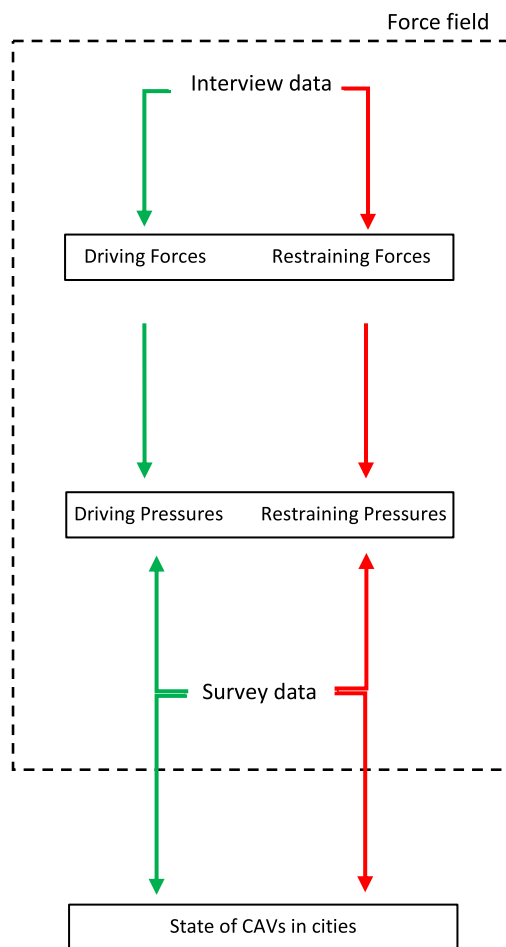 Force field
Interview data
Driving Forces Restraining Forces
Driving Pressures Restraining Pressures
Survey data
State of CAVs in cities